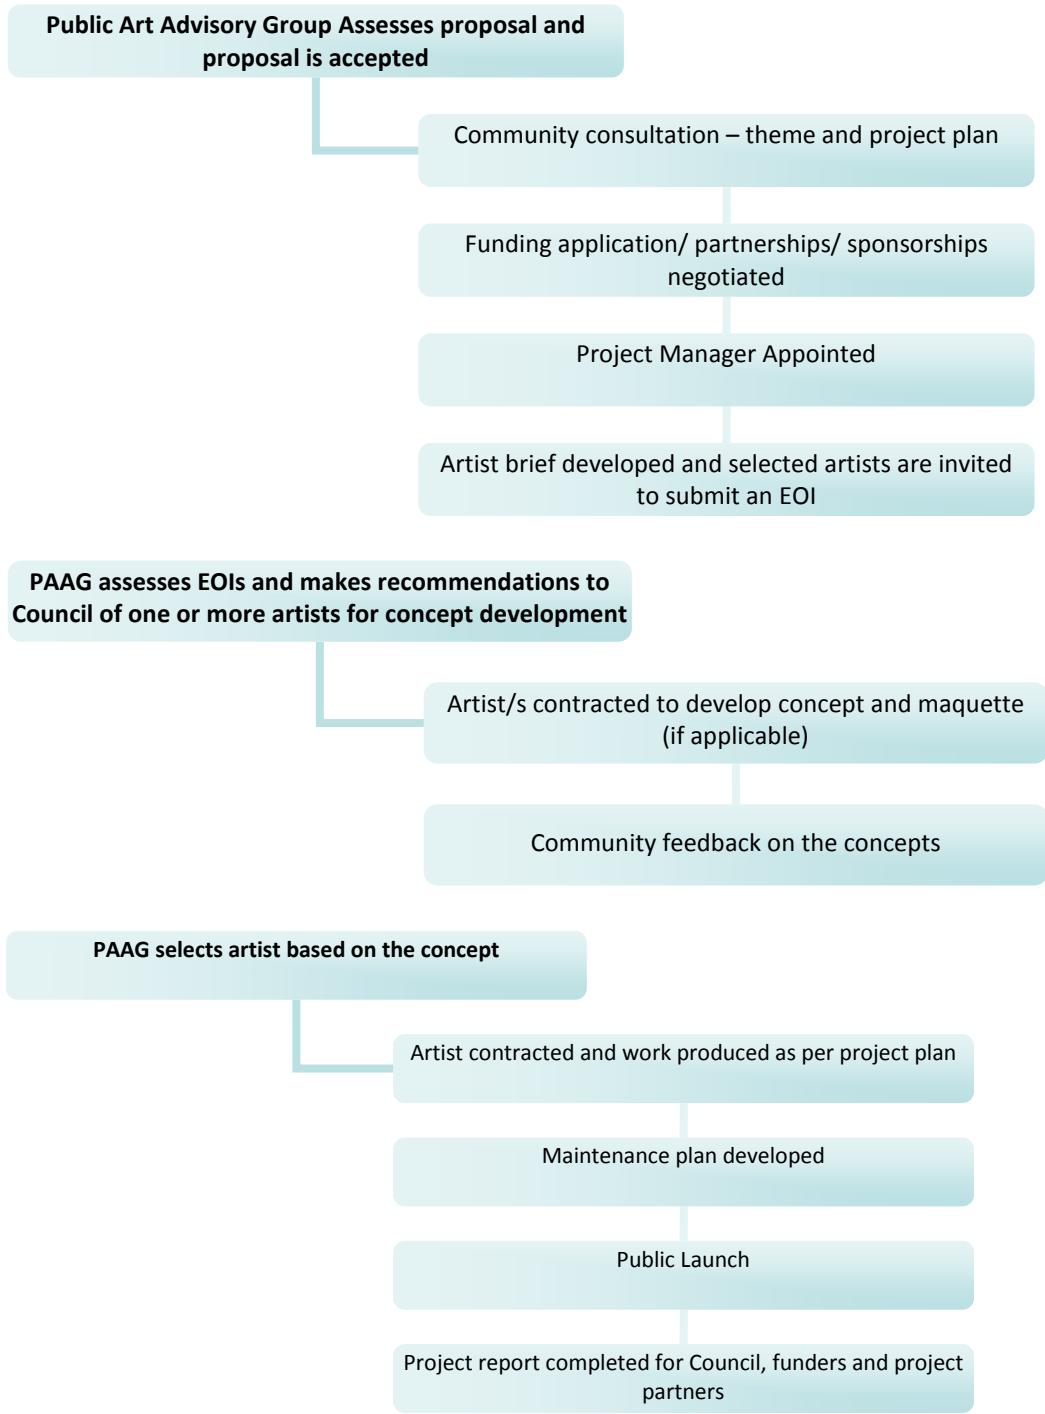 Public Art Advisory Group Assesses proposal and
proposal is accepted
Community consultation – theme and project plan
Funding application/ partnerships/ sponsorships
negotiated
Project Manager Appointed
Artist brief developed and selected artists are invited
to submit an EOI
PAAG assesses EOIs and makes recommendations to
Council of one or more artists for concept development
Artist/s contracted to develop concept and maquette
(if applicable)
Community feedback on the concepts
PAAG selects artist based on the concept
Artist contracted and work produced as per project plan
Maintenance plan developed
Public Launch
Project report completed for Council, funders and project
partners